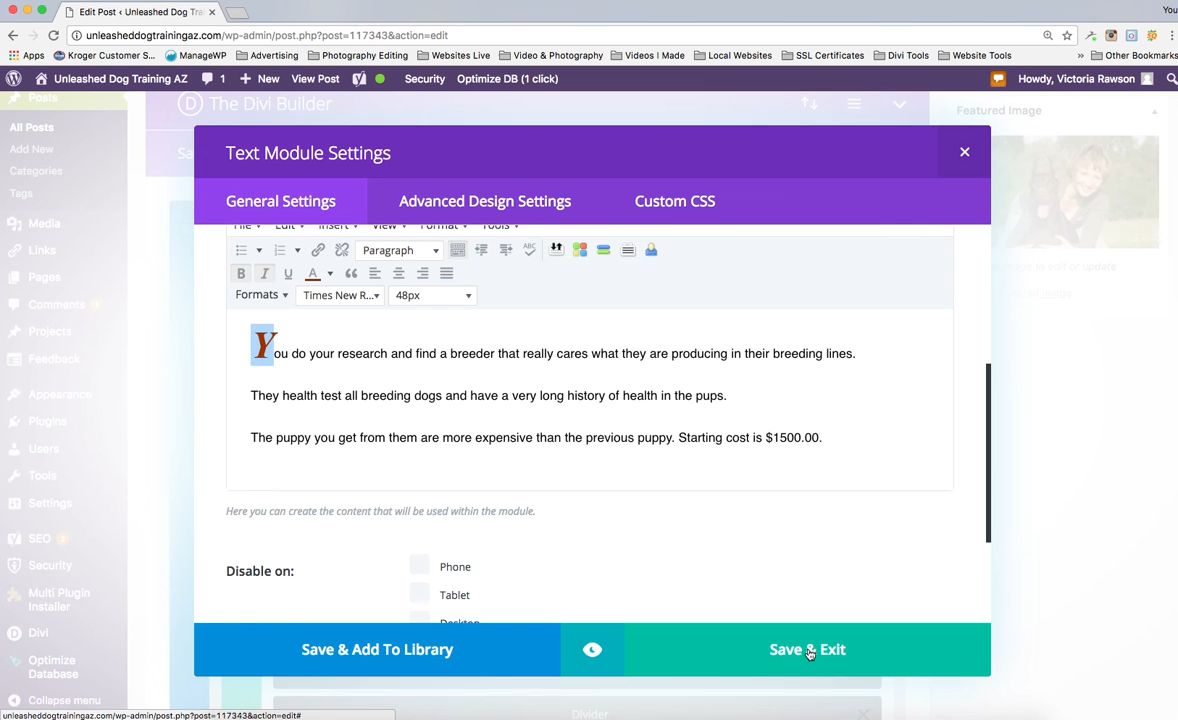 Edit Post ‹ Unleashed Dog Tra
You
unleasheddogtrainingaz.com/wp-admin/post.php?post=117343&action=edit
Apps Kroger Customer S... ManageWP Advertising Photography Editing Websites Live Video & Photography Videos I Made Local Websites SSL Certificates Divi Tools Website Tools » Other Bookmarks
Unleashed Dog Training AZ 1 + New View Post Security Optimize DB (1 click) Howdy, Victoria Rawson
Posts
All Posts
Add New
Categories
Tags
Media
Links
Pages
Comments
Projects
Feedback
Appearance
Plugins
Users
Tools
Settings
SEO
Security
Multi Plugin
Installer
Divi
Optimize
Database
Collapse menu
The Divi Builder
Featured Image
Text Module Settings
General Settings Advanced Design Settings Custom CSS
File Edit Insert View Format Tools
Paragraph
B I U A
Formats Times New R... 48px
You do your research and find a breeder that really cares what they are producing in their breeding lines.
They health test all breeding dogs and have a very long history of health in the pups.
The puppy you get from them are more expensive than the previous puppy. Starting cost is $1500.00.
Here you can create the content that will be used within the module.
Disable on:
Phone
Tablet
Desktop
Save & Add To Library
Save & Exit
Divider
unleasheddogtrainingaz.com/wp-admin/post.php?post=117343&action=edit#